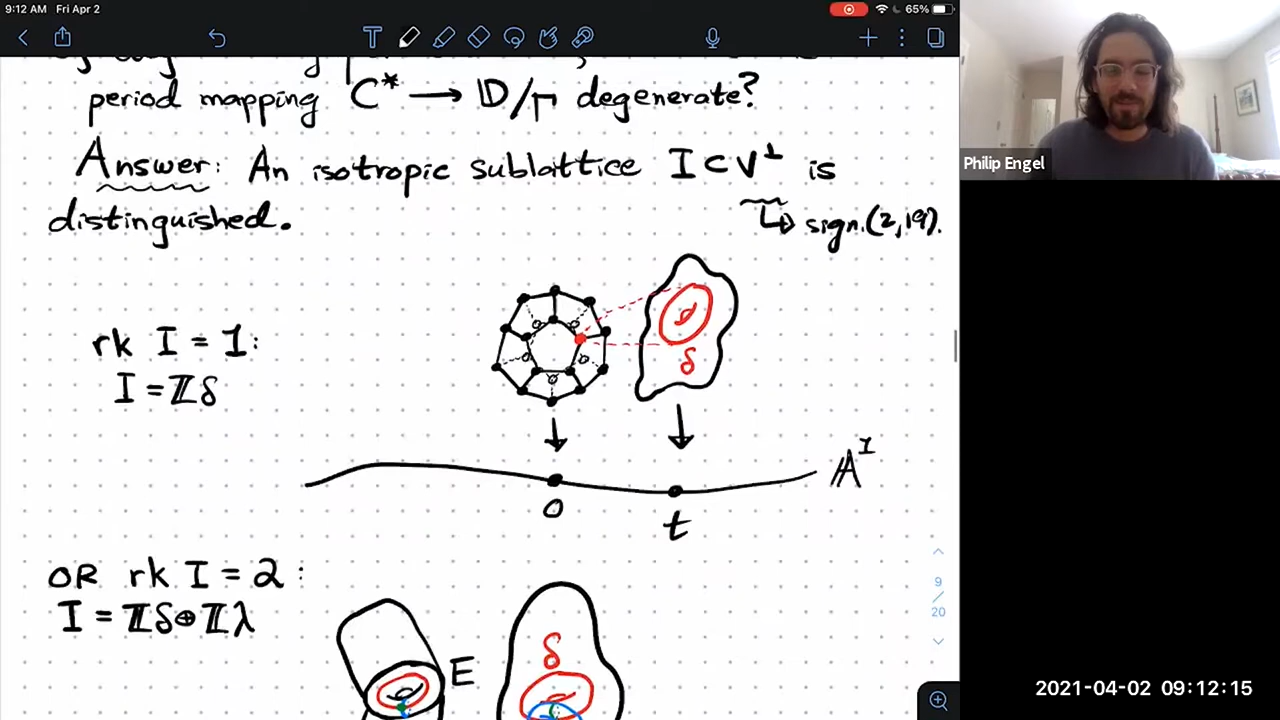 9:12 AM Fri Apr 2
65%
period mapping C* → D/Γ degenerate?
Answer: An isotropic sublattice I ⊂ V⊥ is
distinguished.
↳ sign.(2,19).
Philip Engel
rk I = 1:
I = ℤδ
δ
𝔸¹
0
t
OR rk I = 2:
I = ℤδ⊕ℤλ
E
δ
9
/
20
2021-04-02 09:12:15